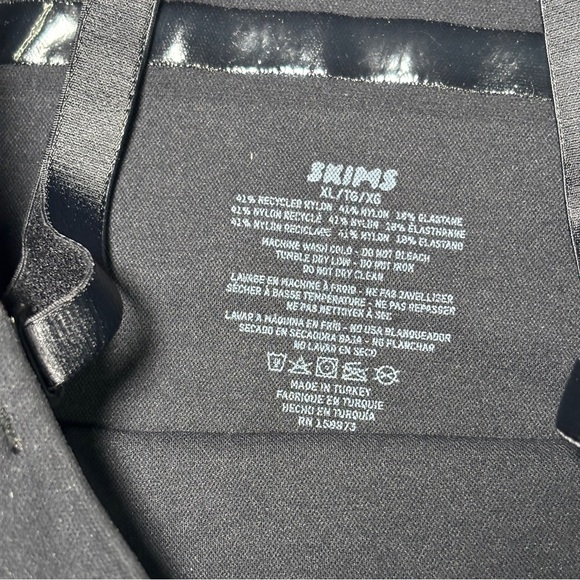 SKIMS
XL/TG/XG
41% RECYCLED NYLON · 41% NYLON · 18% ELASTANE
41% NYLON RECYCLÉ · 41% NYLON · 18% ÉLASTHANNE
41% NYLON RECICLADO · 41% NYLON · 18% ELASTANO
MACHINE WASH COLD · DO NOT BLEACH
TUMBLE DRY LOW · DO NOT IRON
DO NOT DRY CLEAN
LAVAGE EN MACHINE À FROID · NE PAS JAVELLISER
SÉCHER À BASSE TEMPÉRATURE · NE PAS REPASSER
NE PAS NETTOYER À SEC
LAVAR A MÁQUINA EN FRÍO · NO USA BLANQUEADOR
SECADO EN SECADORA BAJA · NO PLANCHAR
NO LAVAR EN SECO
MADE IN TURKEY
FABRIQUÉ EN TURQUIE
HECHO EN TURQUÍA
RN 158973